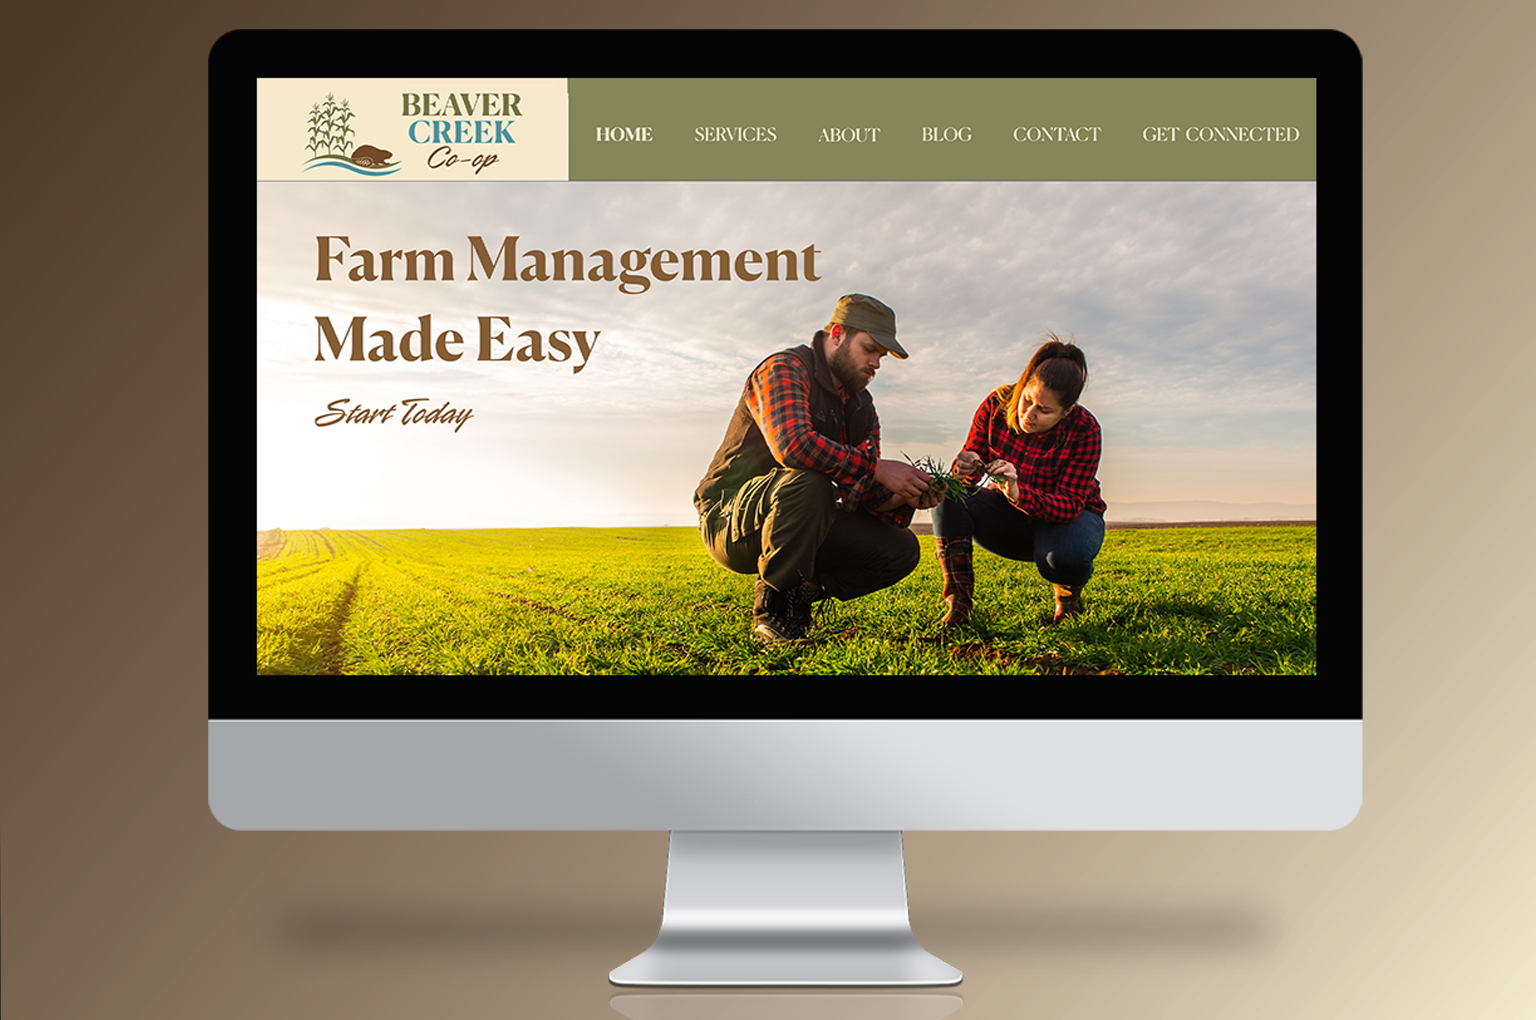 BEAVER
CREEK
Co-op
HOME SERVICES ABOUT BLOG CONTACT GET CONNECTED
Farm Management
Made Easy
Start Today